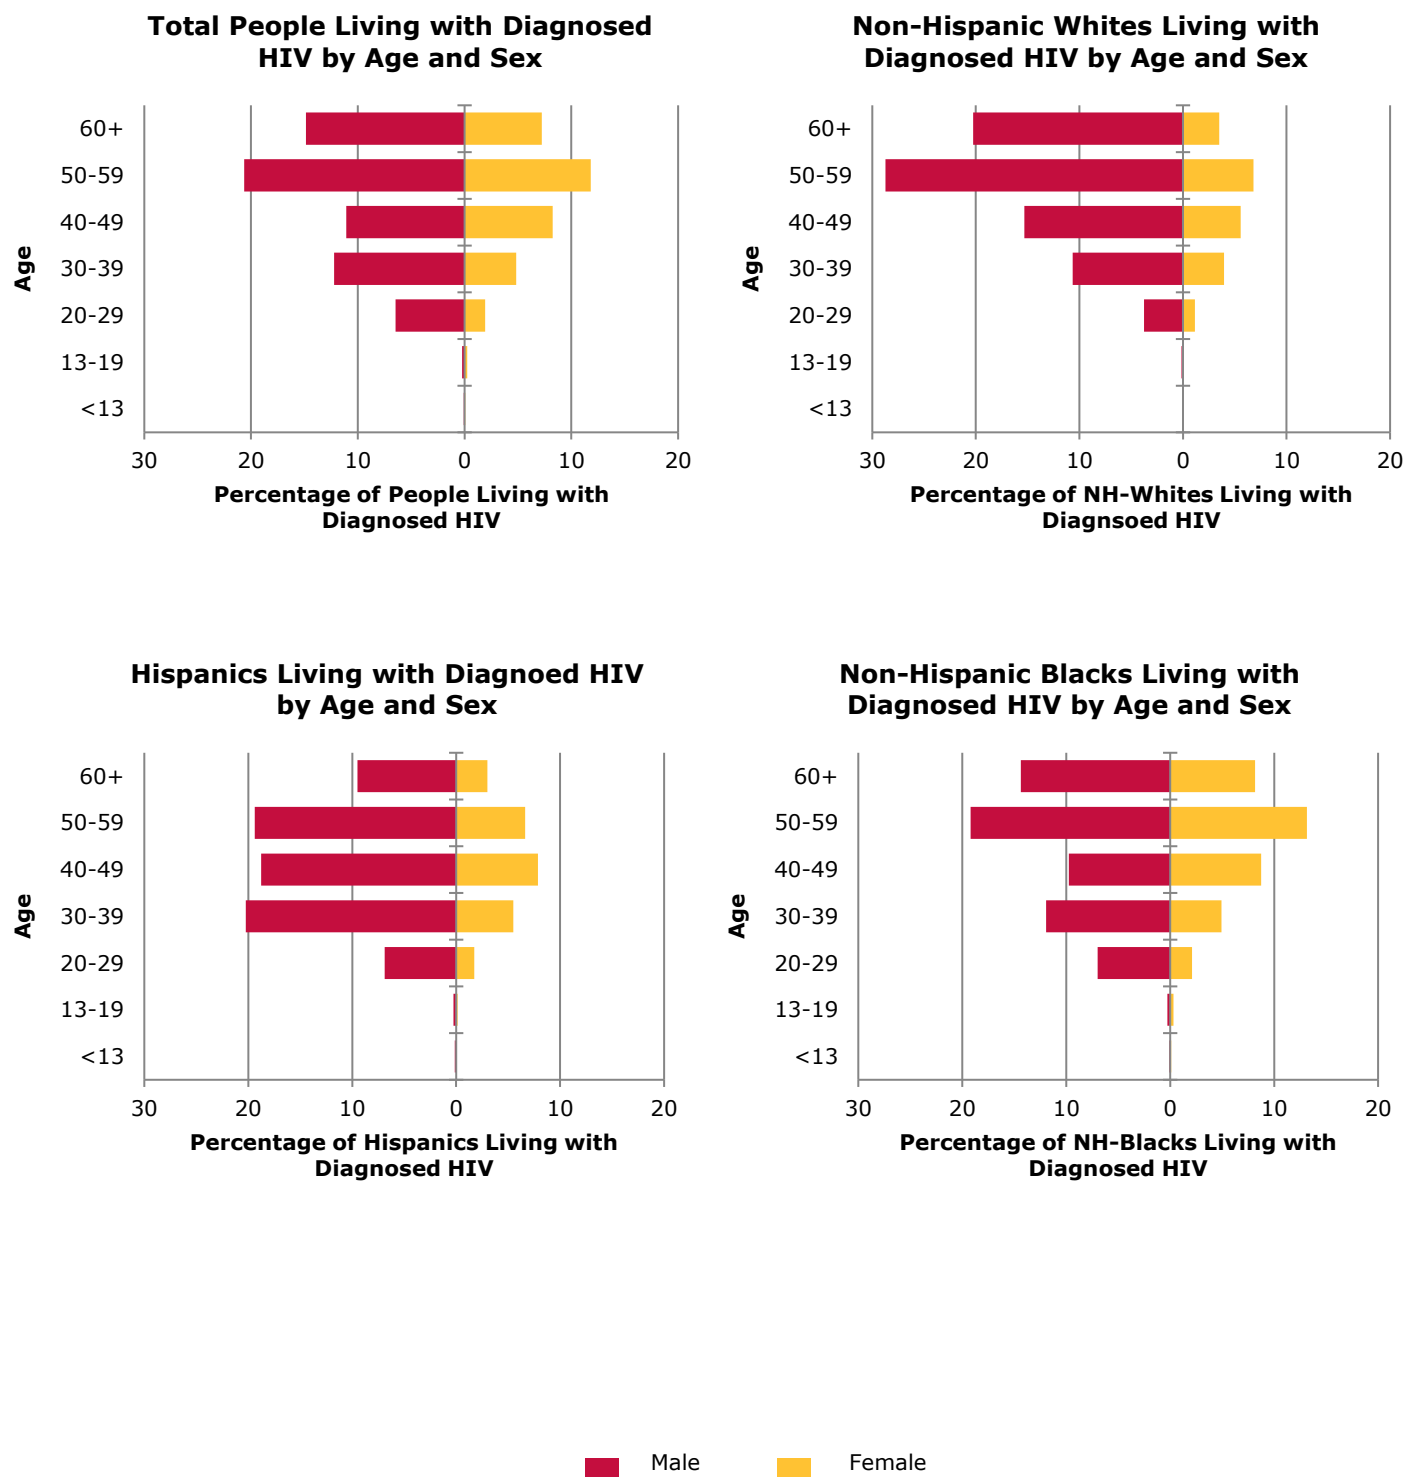 Total People Living with Diagnosed
HIV by Age and Sex
60+
50-59
40-49
30-39
20-29
13-19
<13
Age
30 20 10 0 10 20
Percentage of People Living with
Diagnosed HIV
Non-Hispanic Whites Living with
Diagnosed HIV by Age and Sex
60+
50-59
40-49
30-39
20-29
13-19
<13
Age
30 20 10 0 10 20
Percentage of NH-Whites Living with
Diagnsoed HIV
Hispanics Living with Diagnoed HIV
by Age and Sex
60+
50-59
40-49
30-39
20-29
13-19
<13
Age
30 20 10 0 10 20
Percentage of Hispanics Living with
Diagnosed HIV
Non-Hispanic Blacks Living with
Diagnosed HIV by Age and Sex
60+
50-59
40-49
30-39
20-29
13-19
<13
Age
30 20 10 0 10 20
Percentage of NH-Blacks Living with
Diagnosed HIV
Male Female